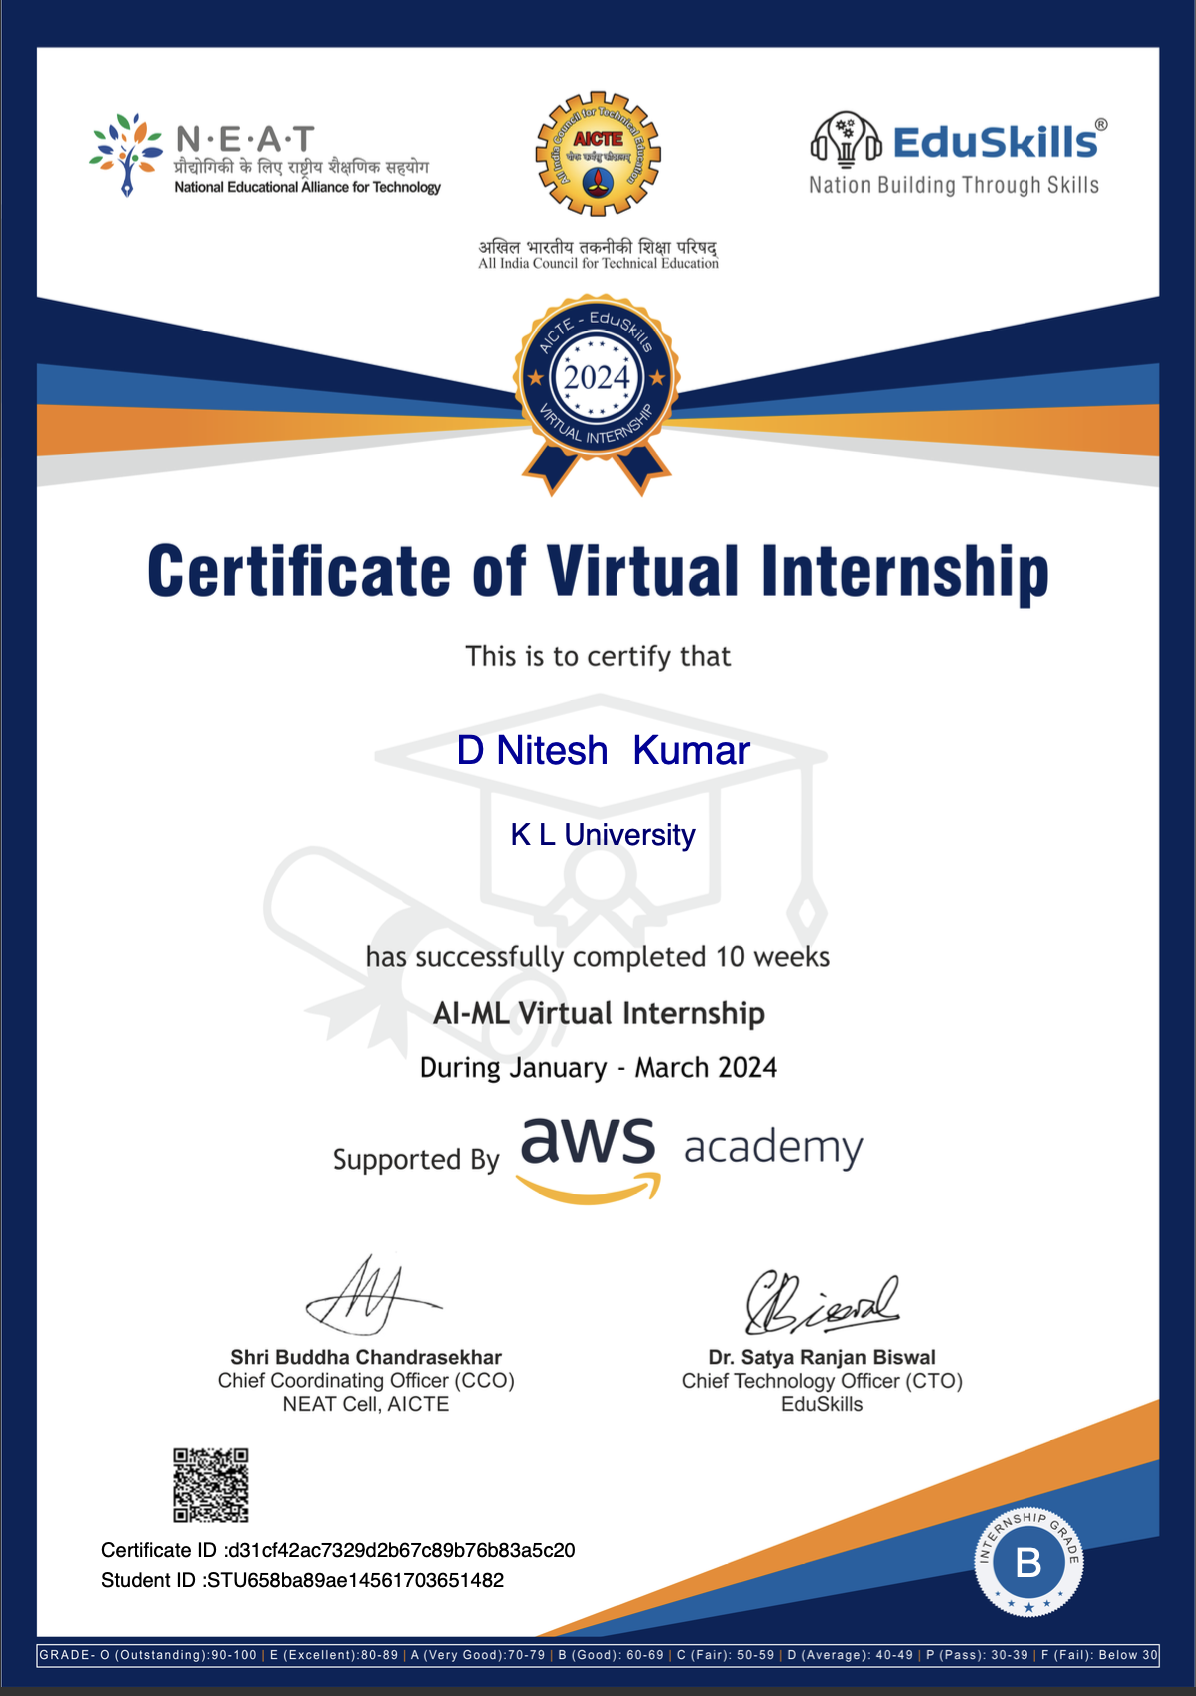 N·E·A·T
प्रौद्योगिकी के लिए राष्ट्रीय शैक्षणिक सहयोग
National Educational Alliance for Technology
All India Council for Technical Education
AICTE
अखिल भारतीय तकनीकी शिक्षा परिषद्
All India Council for Technical Education
EduSkills®
Nation Building Through Skills
AICTE - EduSkills
2024
VIRTUAL INTERNSHIP
Certificate of Virtual Internship
This is to certify that
D Nitesh Kumar
K L University
has successfully completed 10 weeks
AI-ML Virtual Internship
During January - March 2024
Supported By aws academy
Biswal
Shri Buddha Chandrasekhar
Chief Coordinating Officer (CCO)
NEAT Cell, AICTE
Dr. Satya Ranjan Biswal
Chief Technology Officer (CTO)
EduSkills
Certificate ID :d31cf42ac7329d2b67c89b76b83a5c20
Student ID :STU658ba89ae14561703651482
INTERNSHIP GRADE
B
GRADE- O (Outstanding):90-100 | E (Excellent):80-89 | A (Very Good):70-79 | B (Good): 60-69 | C (Fair): 50-59 | D (Average): 40-49 | P (Pass): 30-39 | F (Fail): Below 30